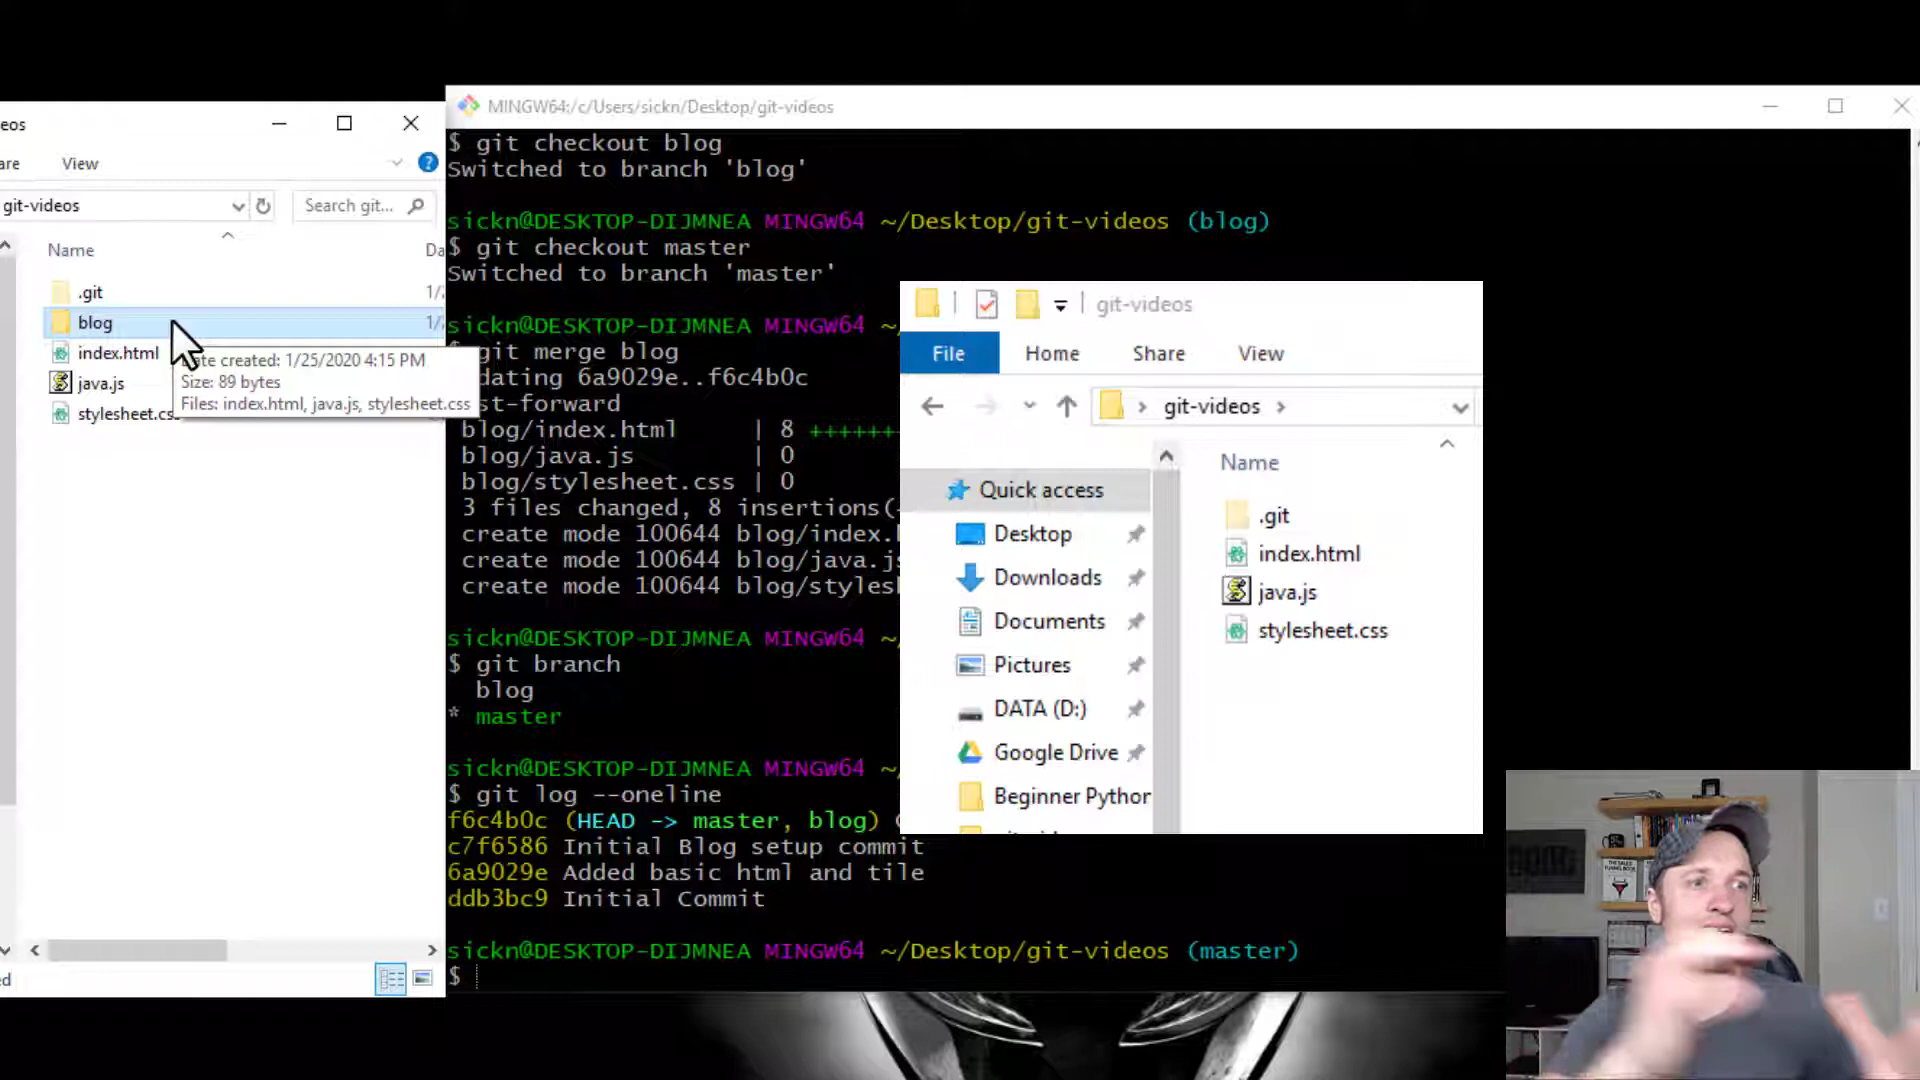 eos
are
View
git-videos
Search git...
Name
Da
.git
1/
blog
1/
index.html
java.js
stylesheet.cs
ate created: 1/25/2020 4:15 PM
Size: 89 bytes
Files: index.html, java.js, stylesheet.css
ed
MINGW64:/c/Users/sickn/Desktop/git-videos
$ git checkout blog
Switched to branch 'blog'
sickn@DESKTOP-DIJMNEA MINGW64 ~/Desktop/git-videos (blog)
$ git checkout master
Switched to branch 'master'
sickn@DESKTOP-DIJMNEA MINGW64 ~/
git merge blog
dating 6a9029e..f6c4b0c
st-forward
blog/index.html | 8 ++++++
blog/java.js | 0
blog/stylesheet.css | 0
3 files changed, 8 insertions(
create mode 100644 blog/index.
create mode 100644 blog/java.js
create mode 100644 blog/styles
sickn@DESKTOP-DIJMNEA MINGW64 ~/
$ git branch
blog
* master
sickn@DESKTOP-DIJMNEA MINGW64 ~/
$ git log --oneline
f6c4b0c (HEAD -> master, blog)
c7f6586 Initial Blog setup commit
6a9029e Added basic html and tile
ddb3bc9 Initial Commit
sickn@DESKTOP-DIJMNEA MINGW64 ~/Desktop/git-videos (master)
$
git-videos
File
Home
Share
View
git-videos
Name
Quick access
Desktop
Downloads
Documents
Pictures
DATA (D:)
Google Drive
Beginner Python
.git
index.html
java.js
stylesheet.css